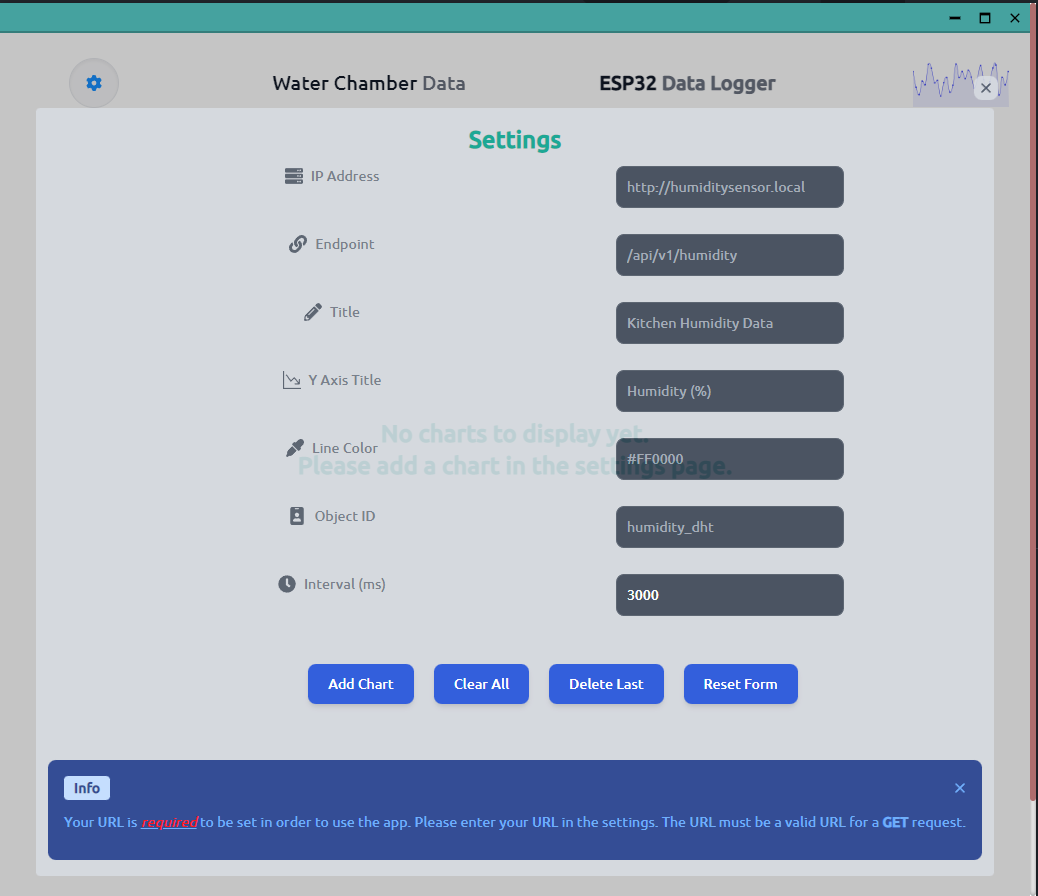 Water Chamber Data
ESP32 Data Logger
Settings
IP Address
http://humiditysensor.local
Endpoint
/api/v1/humidity
Title
Kitchen Humidity Data
Y Axis Title
Humidity (%)
No charts to display yet.
Line Color
#FF0000
Please add a chart in the settings page.
Object ID
humidity_dht
Interval (ms)
3000
Add Chart
Clear All
Delete Last
Reset Form
Info
Your URL is required to be set in order to use the app. Please enter your URL in the settings. The URL must be a valid URL for a GET request.